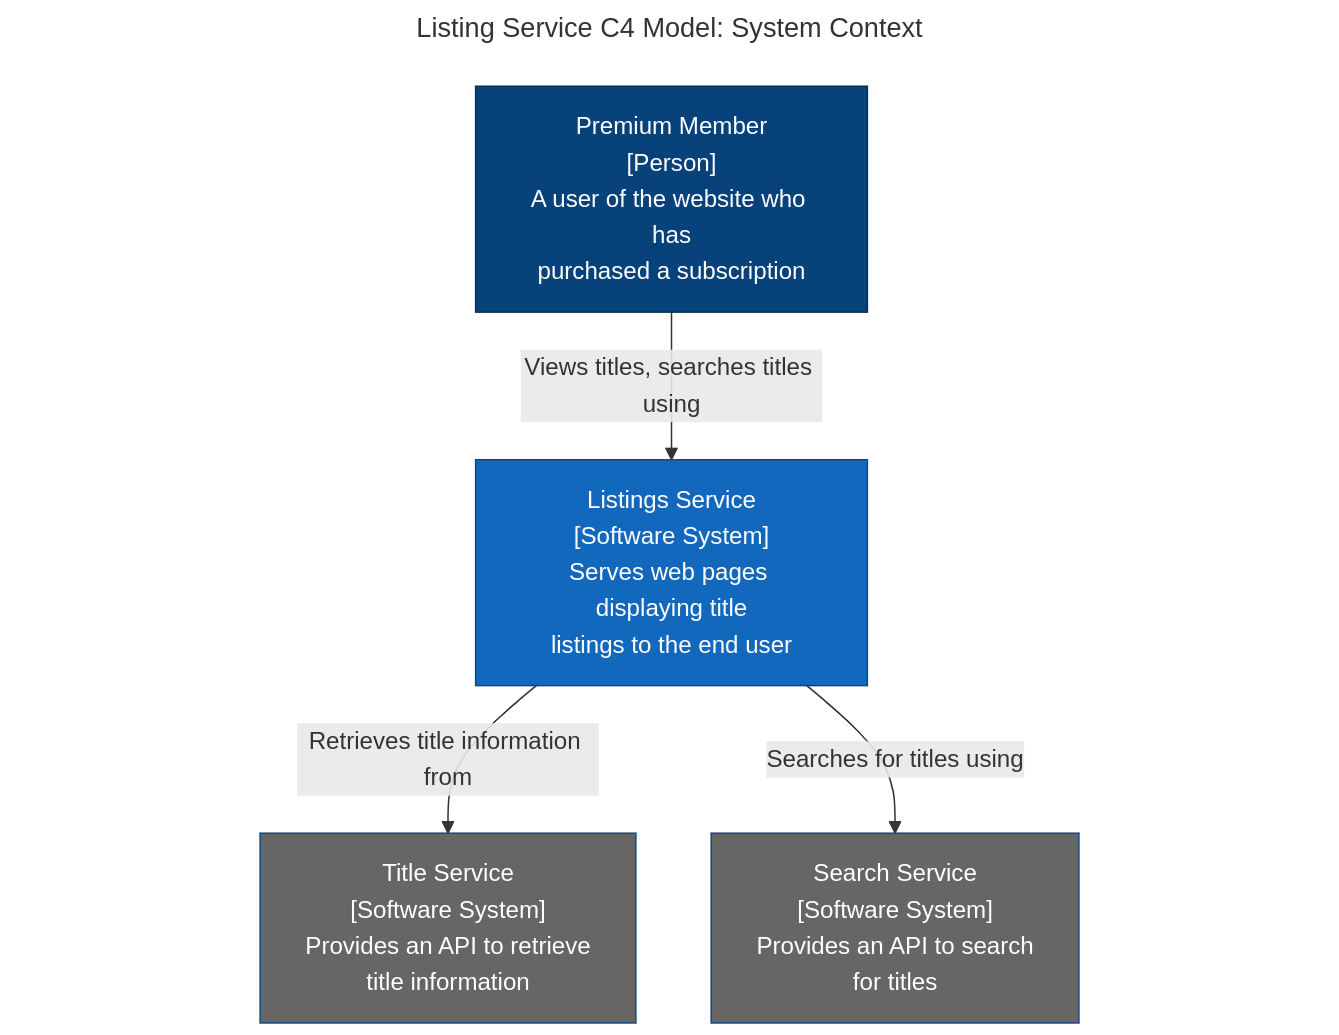 Listing Service C4 Model: System Context
Premium Member
[Person]
A user of the website who
has
purchased a subscription
Views titles, searches titles
using
Listings Service
[Software System]
Serves web pages
displaying title
listings to the end user
Retrieves title information
from
Searches for titles using
Title Service
[Software System]
Provides an API to retrieve
title information
Search Service
[Software System]
Provides an API to search
for titles